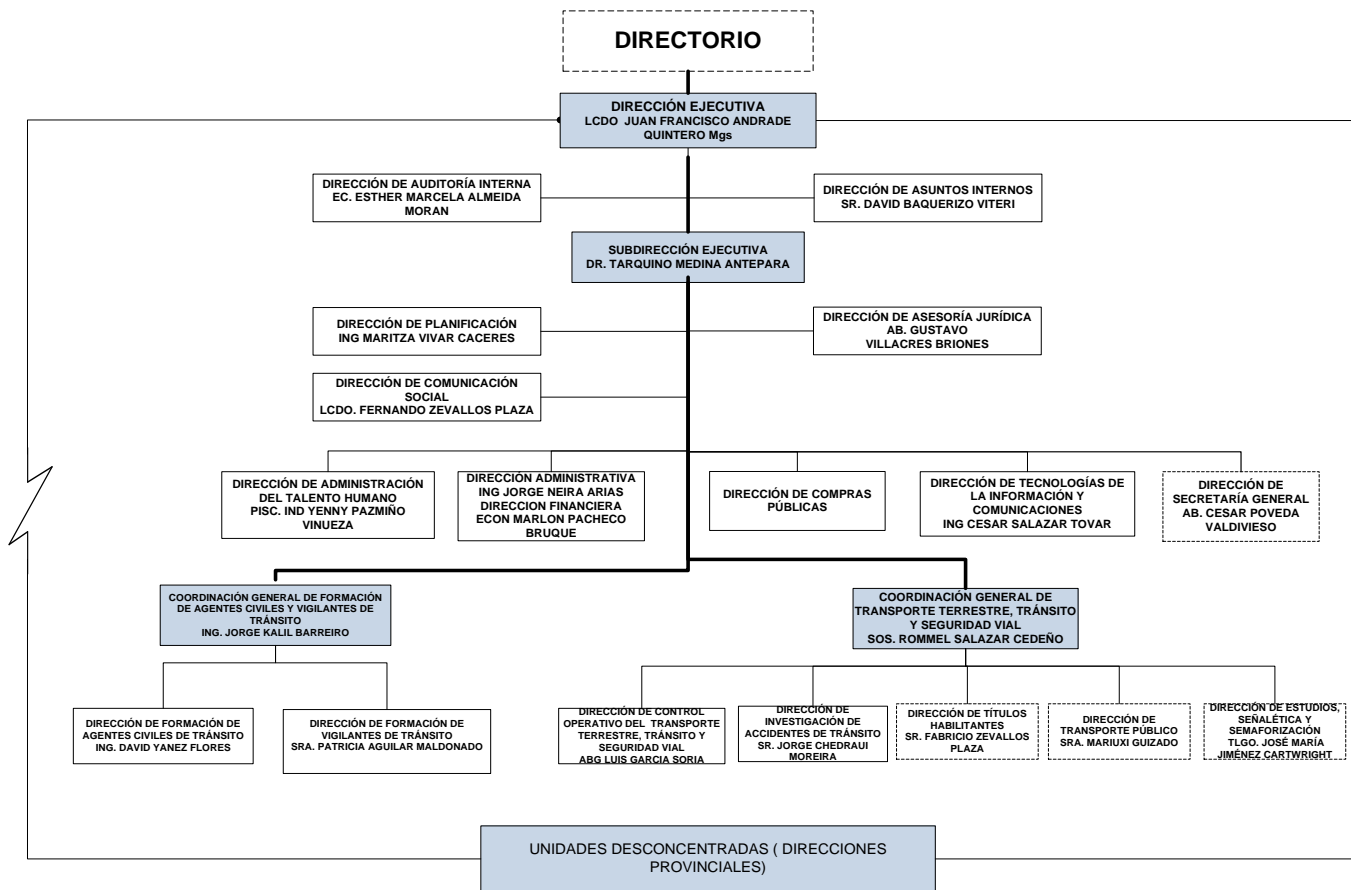 DIRECTORIO
DIRECCIÓN EJECUTIVA
LCDO JUAN FRANCISCO ANDRADE
QUINTERO Mgs
DIRECCIÓN DE AUDITORÍA INTERNA
EC. ESTHER MARCELA ALMEIDA
MORAN
DIRECCIÓN DE ASUNTOS INTERNOS
SR. DAVID BAQUERIZO VITERI
SUBDIRECCIÓN EJECUTIVA
DR. TARQUINO MEDINA ANTEPARA
DIRECCIÓN DE PLANIFICACIÓN
ING MARITZA VIVAR CACERES
DIRECCIÓN DE ASESORÍA JURÍDICA
AB. GUSTAVO
VILLACRES BRIONES
DIRECCIÓN DE COMUNICACIÓN
SOCIAL
LCDO. FERNANDO ZEVALLOS PLAZA
DIRECCIÓN DE ADMINISTRACIÓN
DEL TALENTO HUMANO
PISC. IND YENNY PAZMIÑO
VINUEZA
DIRECCIÓN ADMINISTRATIVA
ING JORGE NEIRA ARIAS
DIRECCION FINANCIERA
ECON MARLON PACHECO
BRUQUE
DIRECCIÓN DE COMPRAS
PÚBLICAS
DIRECCIÓN DE TECNOLOGÍAS DE
LA INFORMACIÓN Y
COMUNICACIONES
ING CESAR SALAZAR TOVAR
DIRECCIÓN DE
SECRETARÍA GENERAL
AB. CESAR POVEDA
VALDIVIESO
COORDINACIÓN GENERAL DE FORMACIÓN
DE AGENTES CIVILES Y VIGILANTES DE
TRÁNSITO
ING. JORGE KALIL BARREIRO
COORDINACIÓN GENERAL DE
TRANSPORTE TERRESTRE, TRÁNSITO
Y SEGURIDAD VIAL
SOS. ROMMEL SALAZAR CEDEÑO
DIRECCIÓN DE FORMACIÓN DE
AGENTES CIVILES DE TRÁNSITO
ING. DAVID YANEZ FLORES
DIRECCIÓN DE FORMACIÓN DE
VIGILANTES DE TRÁNSITO
SRA. PATRICIA AGUILAR MALDONADO
DIRECCIÓN DE CONTROL
OPERATIVO DEL TRANSPORTE
TERRESTRE, TRÁNSITO Y
SEGURIDAD VIAL
ABG LUIS GARCIA SORIA
DIRECCIÓN DE
INVESTIGACIÓN DE
ACCIDENTES DE TRÁNSITO
SR. JORGE CHEDRAUI
MOREIRA
DIRECCIÓN DE TÍTULOS
HABILITANTES
SR. FABRICIO ZEVALLOS
PLAZA
DIRECCIÓN DE
TRANSPORTE PÚBLICO
SRA. MARIUXI GUIZADO
DIRECCIÓN DE ESTUDIOS,
SEÑALÉTICA Y
SEMAFORIZACIÓN
TLGO. JOSÉ MARÍA
JIMÉNEZ CARTWRIGHT
UNIDADES DESCONCENTRADAS ( DIRECCIONES
PROVINCIALES)